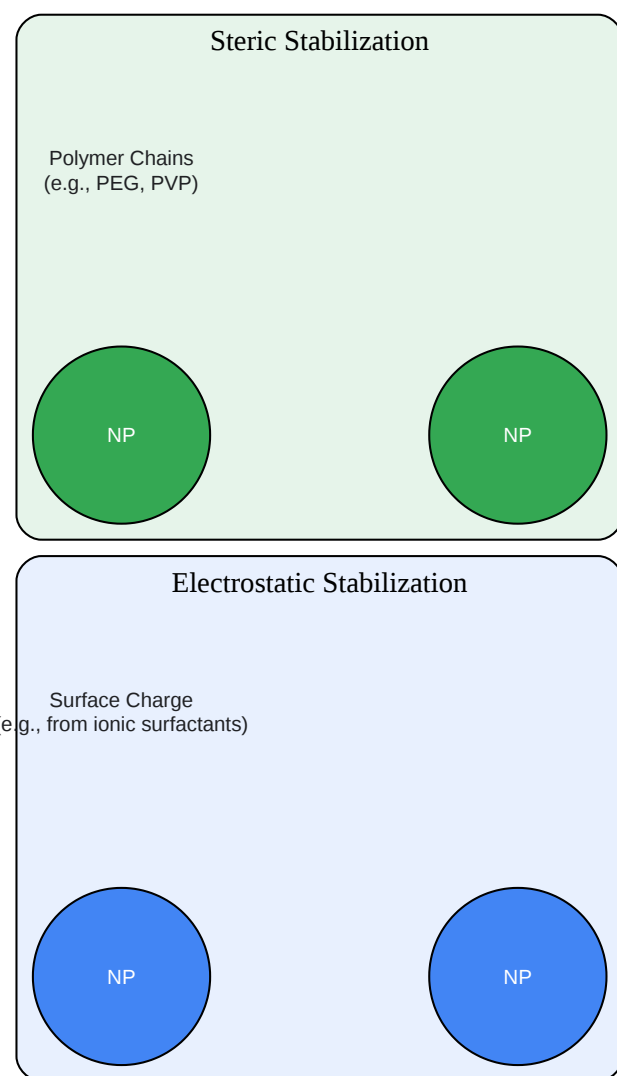 Steric Stabilization
Polymer Chains
(e.g., PEG, PVP)
NP
NP
Electrostatic Stabilization
Surface Charge
(e.g., from ionic surfactants)
NP
NP